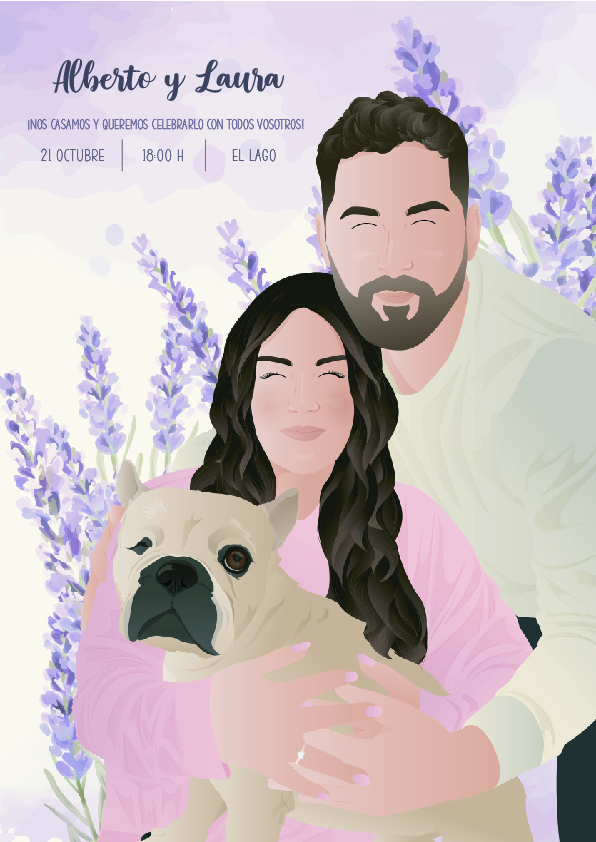 Alberto y Laura
¡NOS CASAMOS Y QUEREMOS CELEBRARLO CON TODOS VOSOTROS!
21 OCTUBRE 18:00 H EL LAGO